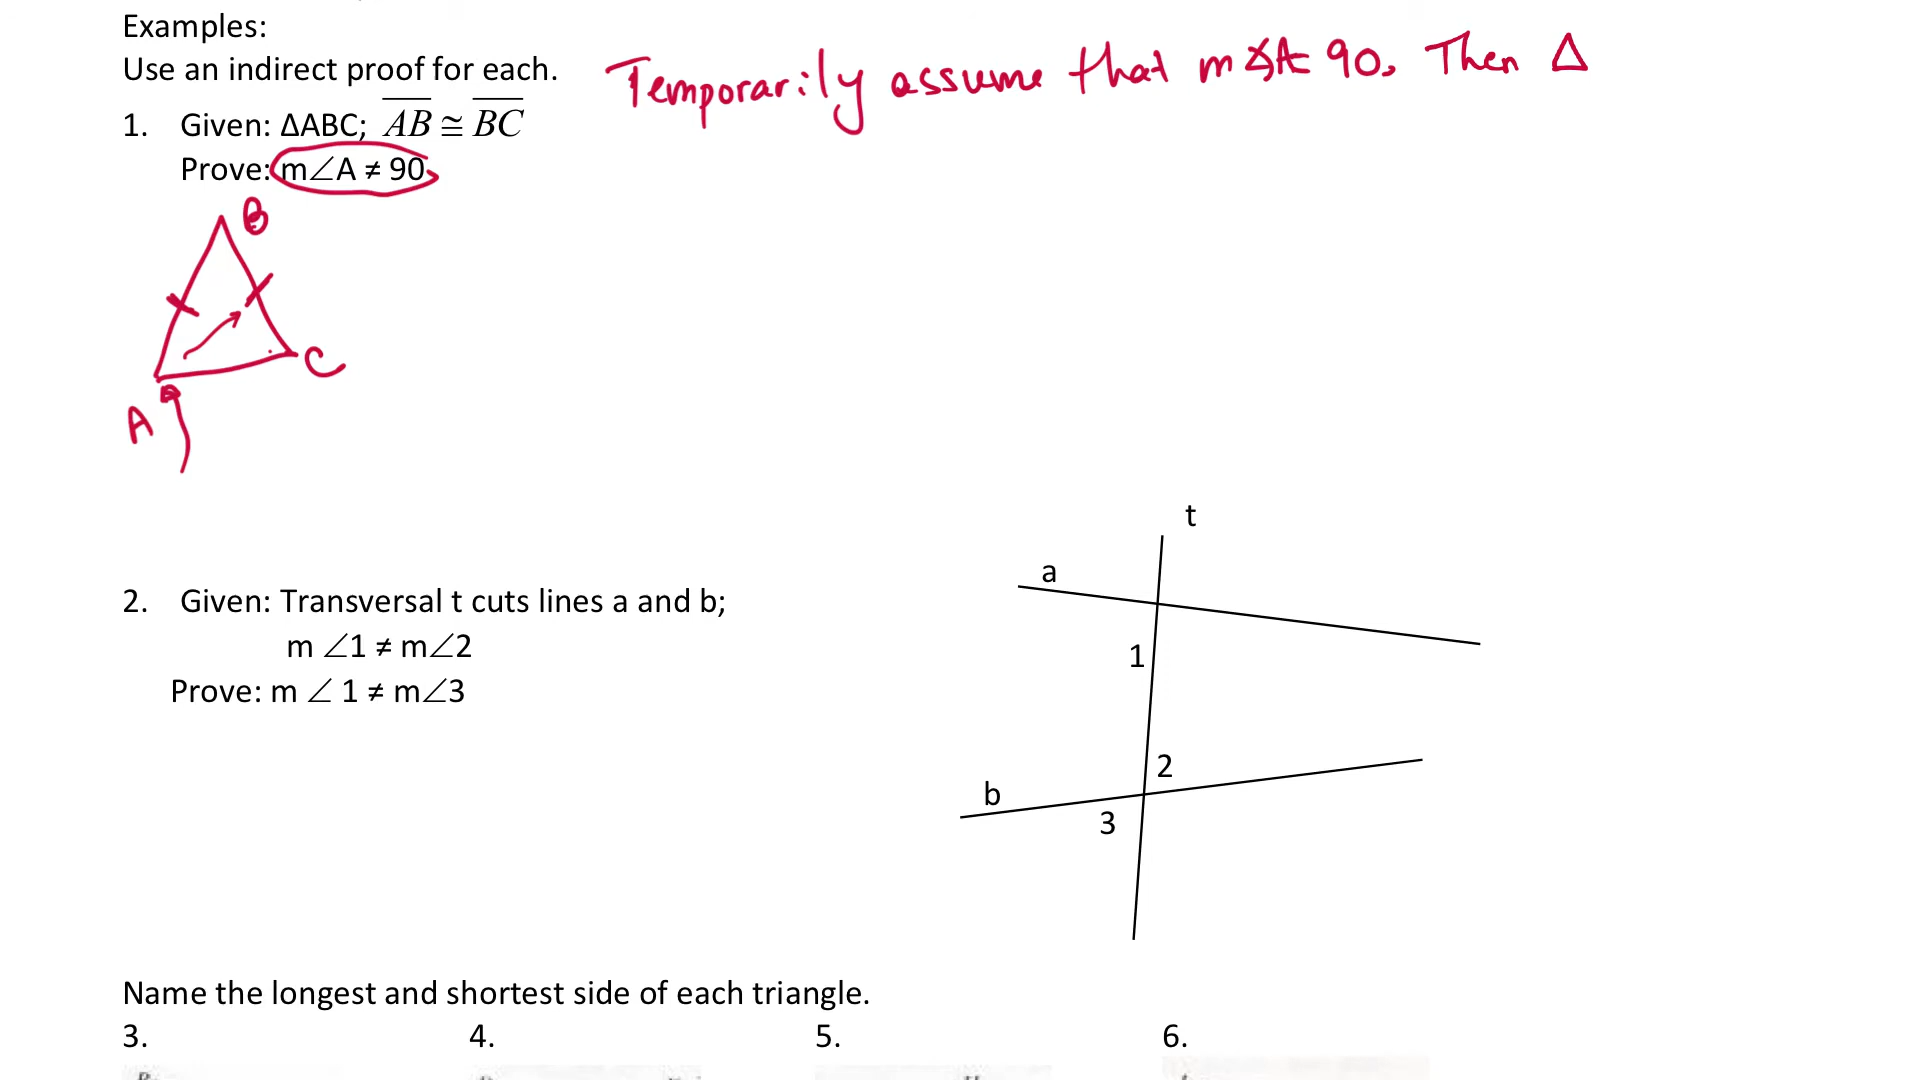 Examples:
Use an indirect proof for each.
Temporarily assume that m∡A = 90. Then Δ
1. Given: ΔABC; AB ≅ BC
Prove: m∠A ≠ 90
B
C
A
t
a
2. Given: Transversal t cuts lines a and b;
m ∠1 ≠ m∠2
1
Prove: m ∠ 1 ≠ m∠3
2
b
3
Name the longest and shortest side of each triangle.
3. 4. 5. 6.